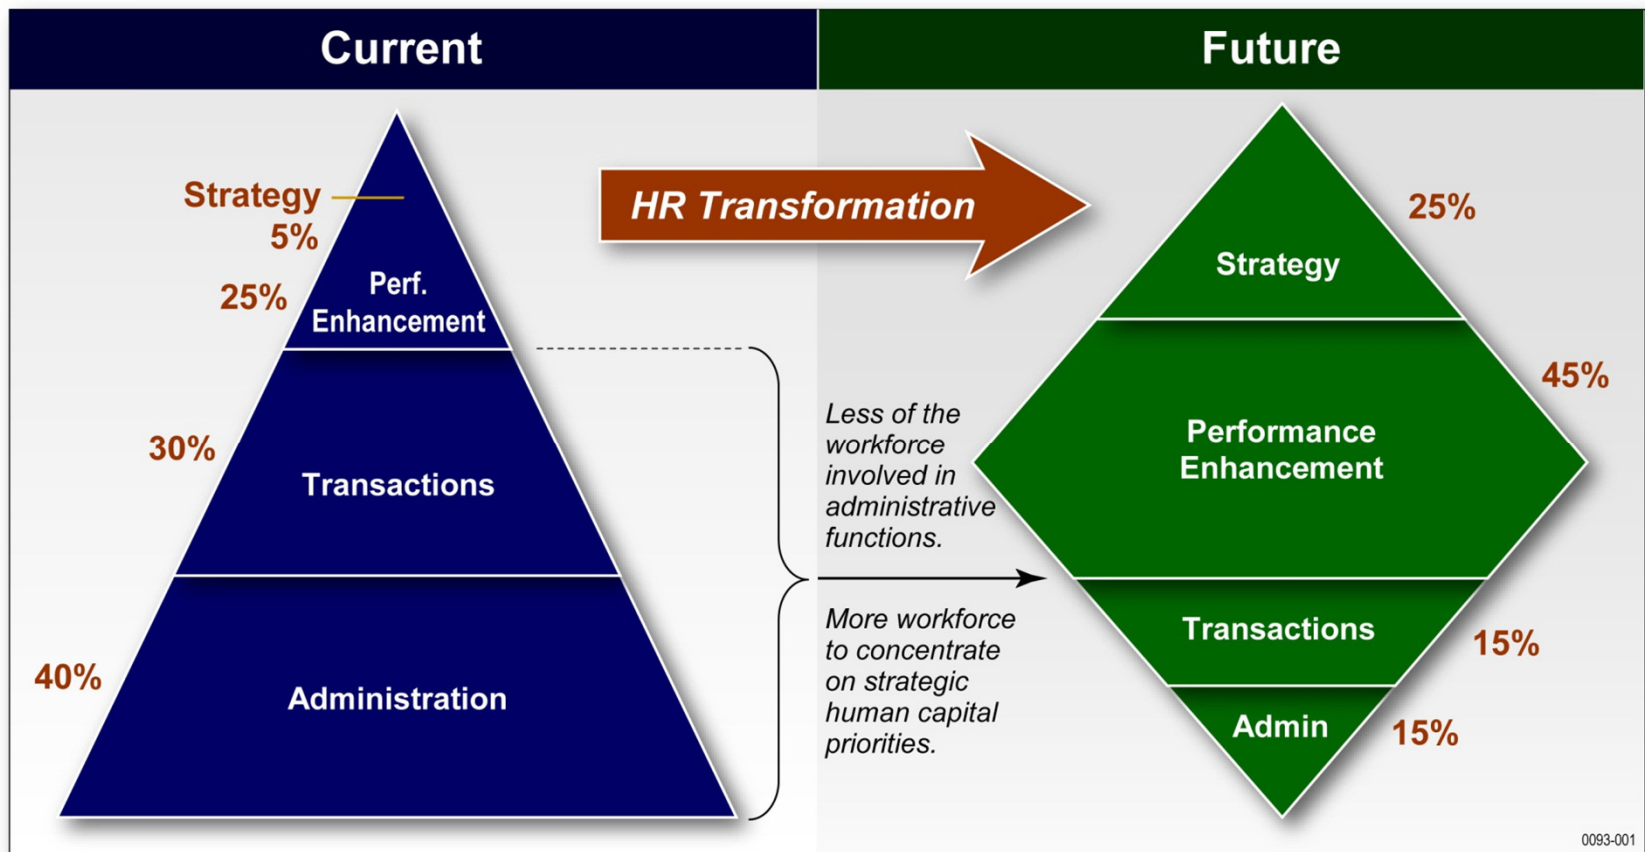 Current
Future
Strategy
5%
25%
Perf.
Enhancement
30%
Transactions
40%
Administration
HR Transformation
Less of the
workforce
involved in
administrative
functions.
More workforce
to concentrate
on strategic
human capital
priorities.
25%
Strategy
45%
Performance
Enhancement
Transactions
15%
Admin
15%
0093-001